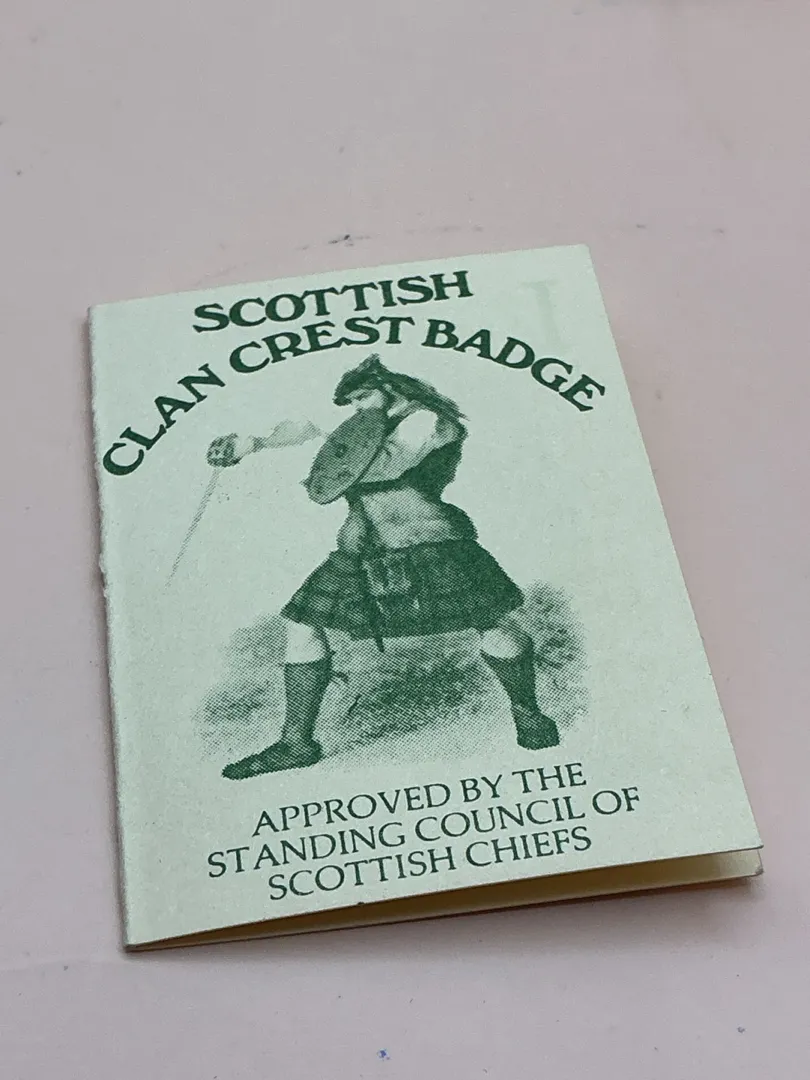 SCOTTISH
CLAN CREST BADGE
APPROVED BY THE
STANDING COUNCIL OF
SCOTTISH CHIEFS